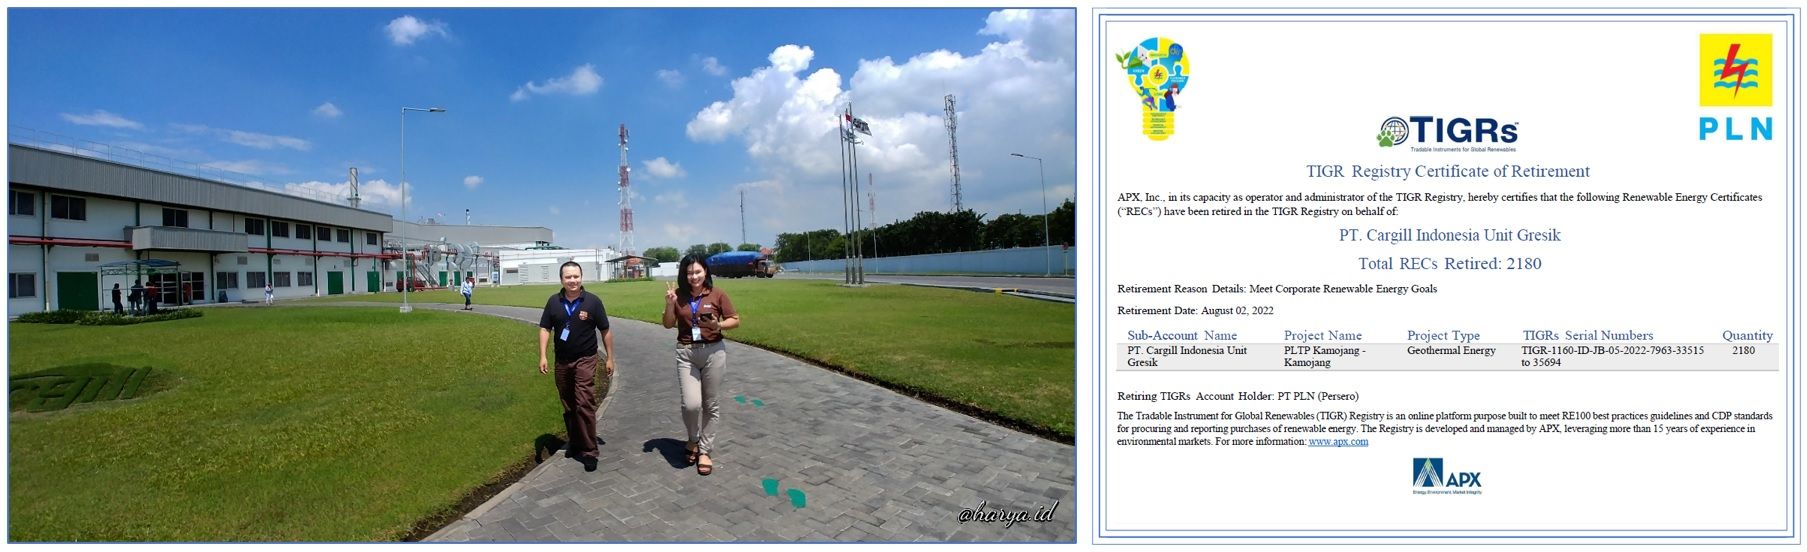 Cargill
@harya.id
TIGRs
Tradable Instruments for Global Renewables
PLN
TIGR Registry Certificate of Retirement
APX, Inc., in its capacity as operator and administrator of the TIGR Registry, hereby certifies that the following Renewable Energy Certificates
("RECs") have been retired in the TIGR Registry on behalf of:
PT. Cargill Indonesia Unit Gresik
Total RECs Retired: 2180
Retirement Reason Details: Meet Corporate Renewable Energy Goals
Retirement Date: August 02, 2022
Sub-Account Name Project Name Project Type TIGRs Serial Numbers Quantity
PT. Cargill Indonesia Unit PLTP Kamojang - Geothermal Energy TIGR-1160-ID-JB-05-2022-7963-33515 2180
Gresik Kamojang to 35694
Retiring TIGRs Account Holder: PT PLN (Persero)
The Tradable Instrument for Global Renewables (TIGR) Registry is an online platform purpose built to meet RE100 best practices guidelines and CDP standards
for procuring and reporting purchases of renewable energy. The Registry is developed and managed by APX, leveraging more than 15 years of experience in
environmental markets. For more information: www.apx.com
APX
Energy Environment Market Integrity